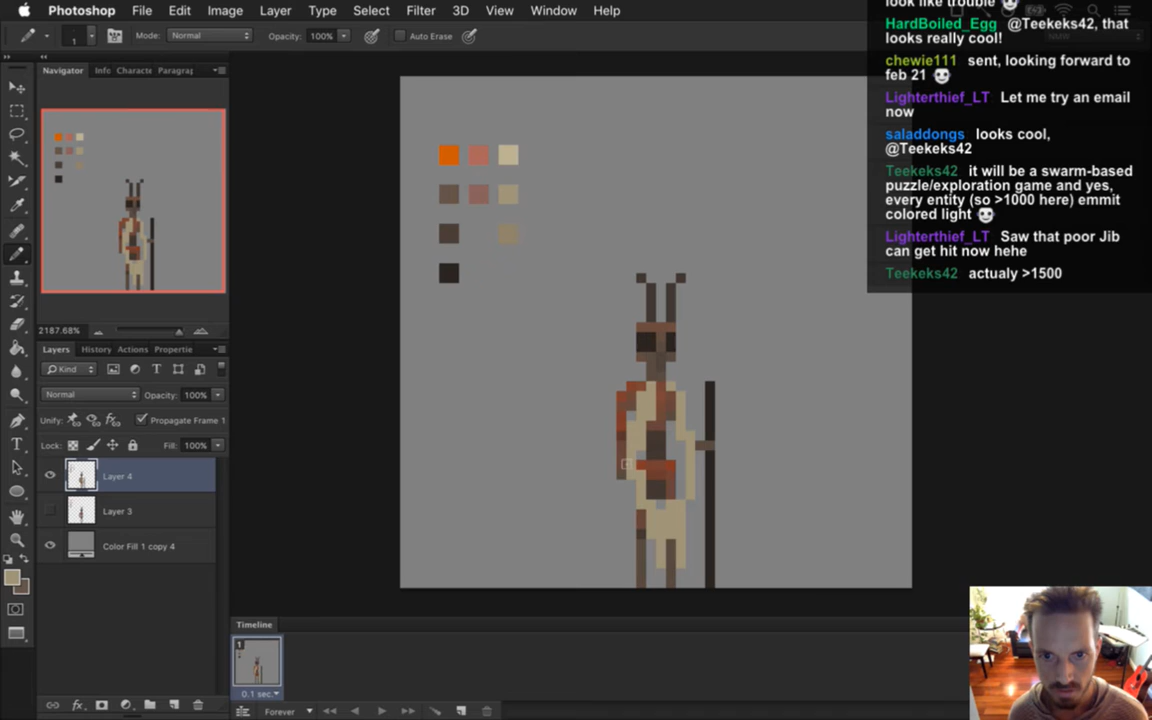 Photoshop File Edit Image Layer Type Select Filter 3D View Window Help
1 Mode: Normal Opacity: 100% Auto Erase
Navigator Info Characte Paragraj
2187.68%
Layers History Actions Propertie
Kind
Normal Opacity: 100%
Unify: Propagate Frame 1
Lock: Fill: 100%
Layer 4
Layer 3
Color Fill 1 copy 4
Timeline
1
0.1 sec.
Forever
look like trouble
HardBoiled_Egg @Teekeks42, that
looks really cool!
chewie111 sent, looking forward to
feb 21
Lighterthief_LT Let me try an email
now
saladdongs looks cool,
@Teekeks42
Teekeks42 it will be a swarm-based
puzzle/exploration game and yes,
every entity (so >1000 here) emmit
colored light
Lighterthief_LT Saw that poor Jib
can get hit now hehe
Teekeks42 actualy >1500